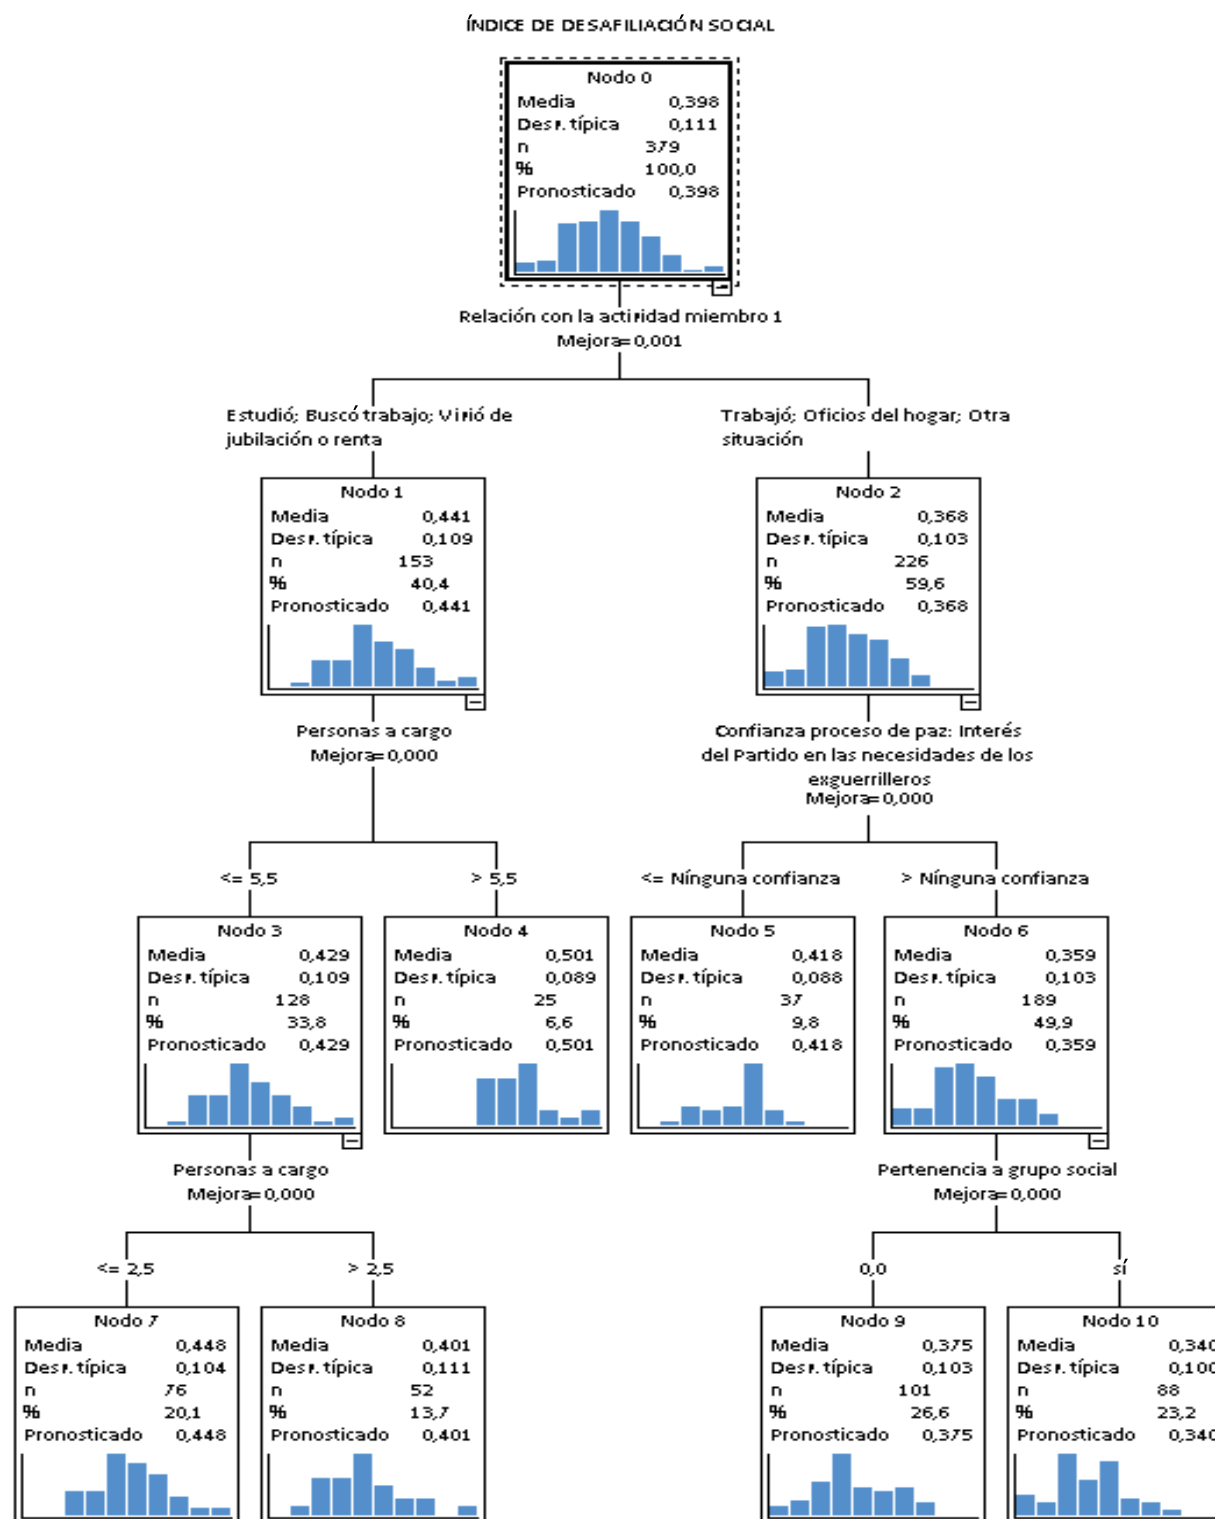 ÍNDICE DE DESAFILIACIÓN SOCIAL
Nodo 0
Media 0,398
Desv. típica 0,111
n 379
% 100,0
Pronosticado 0,398
Relación con la actividad miembro 1
Mejora=0,001
Estudió; Buscó trabajo; Vivió de
jubilación o renta
Trabajó; Oficios del hogar; Otra
situación
Nodo 1
Media 0,441
Desv. típica 0,109
n 153
% 40,4
Pronosticado 0,441
Nodo 2
Media 0,368
Desv. típica 0,103
n 226
% 59,6
Pronosticado 0,368
Personas a cargo
Mejora=0,000
Confianza proceso de paz: Interés
del Partido en las necesidades de los
exguerrilleros
Mejora=0,000
<= 5,5
> 5,5
<= Ninguna confianza
> Ninguna confianza
Nodo 3
Media 0,429
Desv. típica 0,109
n 128
% 33,8
Pronosticado 0,429
Nodo 4
Media 0,501
Desv. típica 0,089
n 25
% 6,6
Pronosticado 0,501
Nodo 5
Media 0,418
Desv. típica 0,088
n 37
% 9,8
Pronosticado 0,418
Nodo 6
Media 0,359
Desv. típica 0,103
n 189
% 49,9
Pronosticado 0,359
Personas a cargo
Mejora=0,000
Pertenencia a grupo social
Mejora=0,000
<= 2,5
> 2,5
0,0
sí
Nodo 7
Media 0,448
Desv. típica 0,104
n 76
% 20,1
Pronosticado 0,448
Nodo 8
Media 0,401
Desv. típica 0,111
n 52
% 13,7
Pronosticado 0,401
Nodo 9
Media 0,375
Desv. típica 0,103
n 101
% 26,6
Pronosticado 0,375
Nodo 10
Media 0,340
Desv. típica 0,100
n 88
% 23,2
Pronosticado 0,340